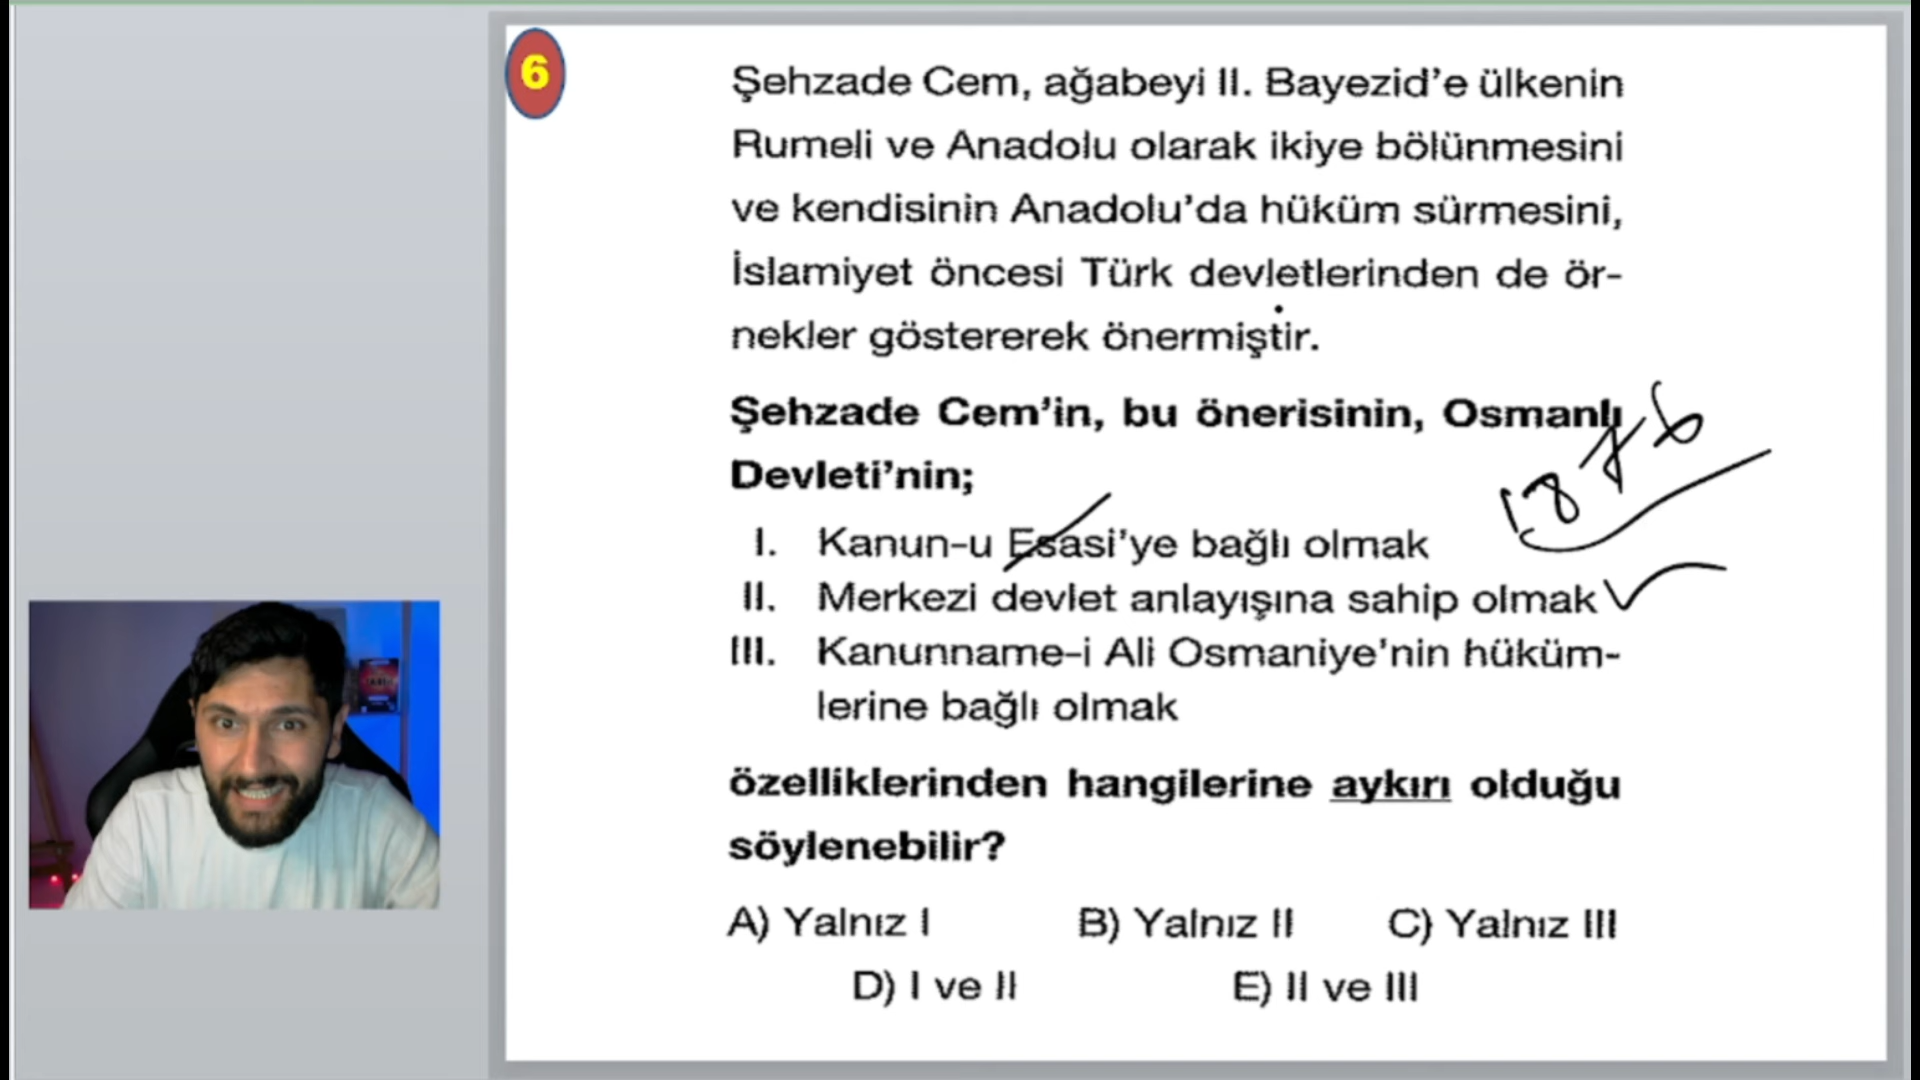 6
Şehzade Cem, ağabeyi II. Bayezid'e ülkenin
Rumeli ve Anadolu olarak ikiye bölünmesini
ve kendisinin Anadolu'da hüküm sürmesini,
İslamiyet öncesi Türk devletlerinden de ör-
nekler göstererek önermiştir.
Şehzade Cem'in, bu önerisinin, Osmanlı
Devleti'nin;
1876
I. Kanun-u Esasi'ye bağlı olmak
II. Merkezi devlet anlayışına sahip olmak
III. Kanunname-i Ali Osmaniye'nin hüküm-
lerine bağlı olmak
özelliklerinden hangilerine aykırı olduğu
söylenebilir?
A) Yalnız I B) Yalnız II C) Yalnız III
D) I ve II E) II ve III